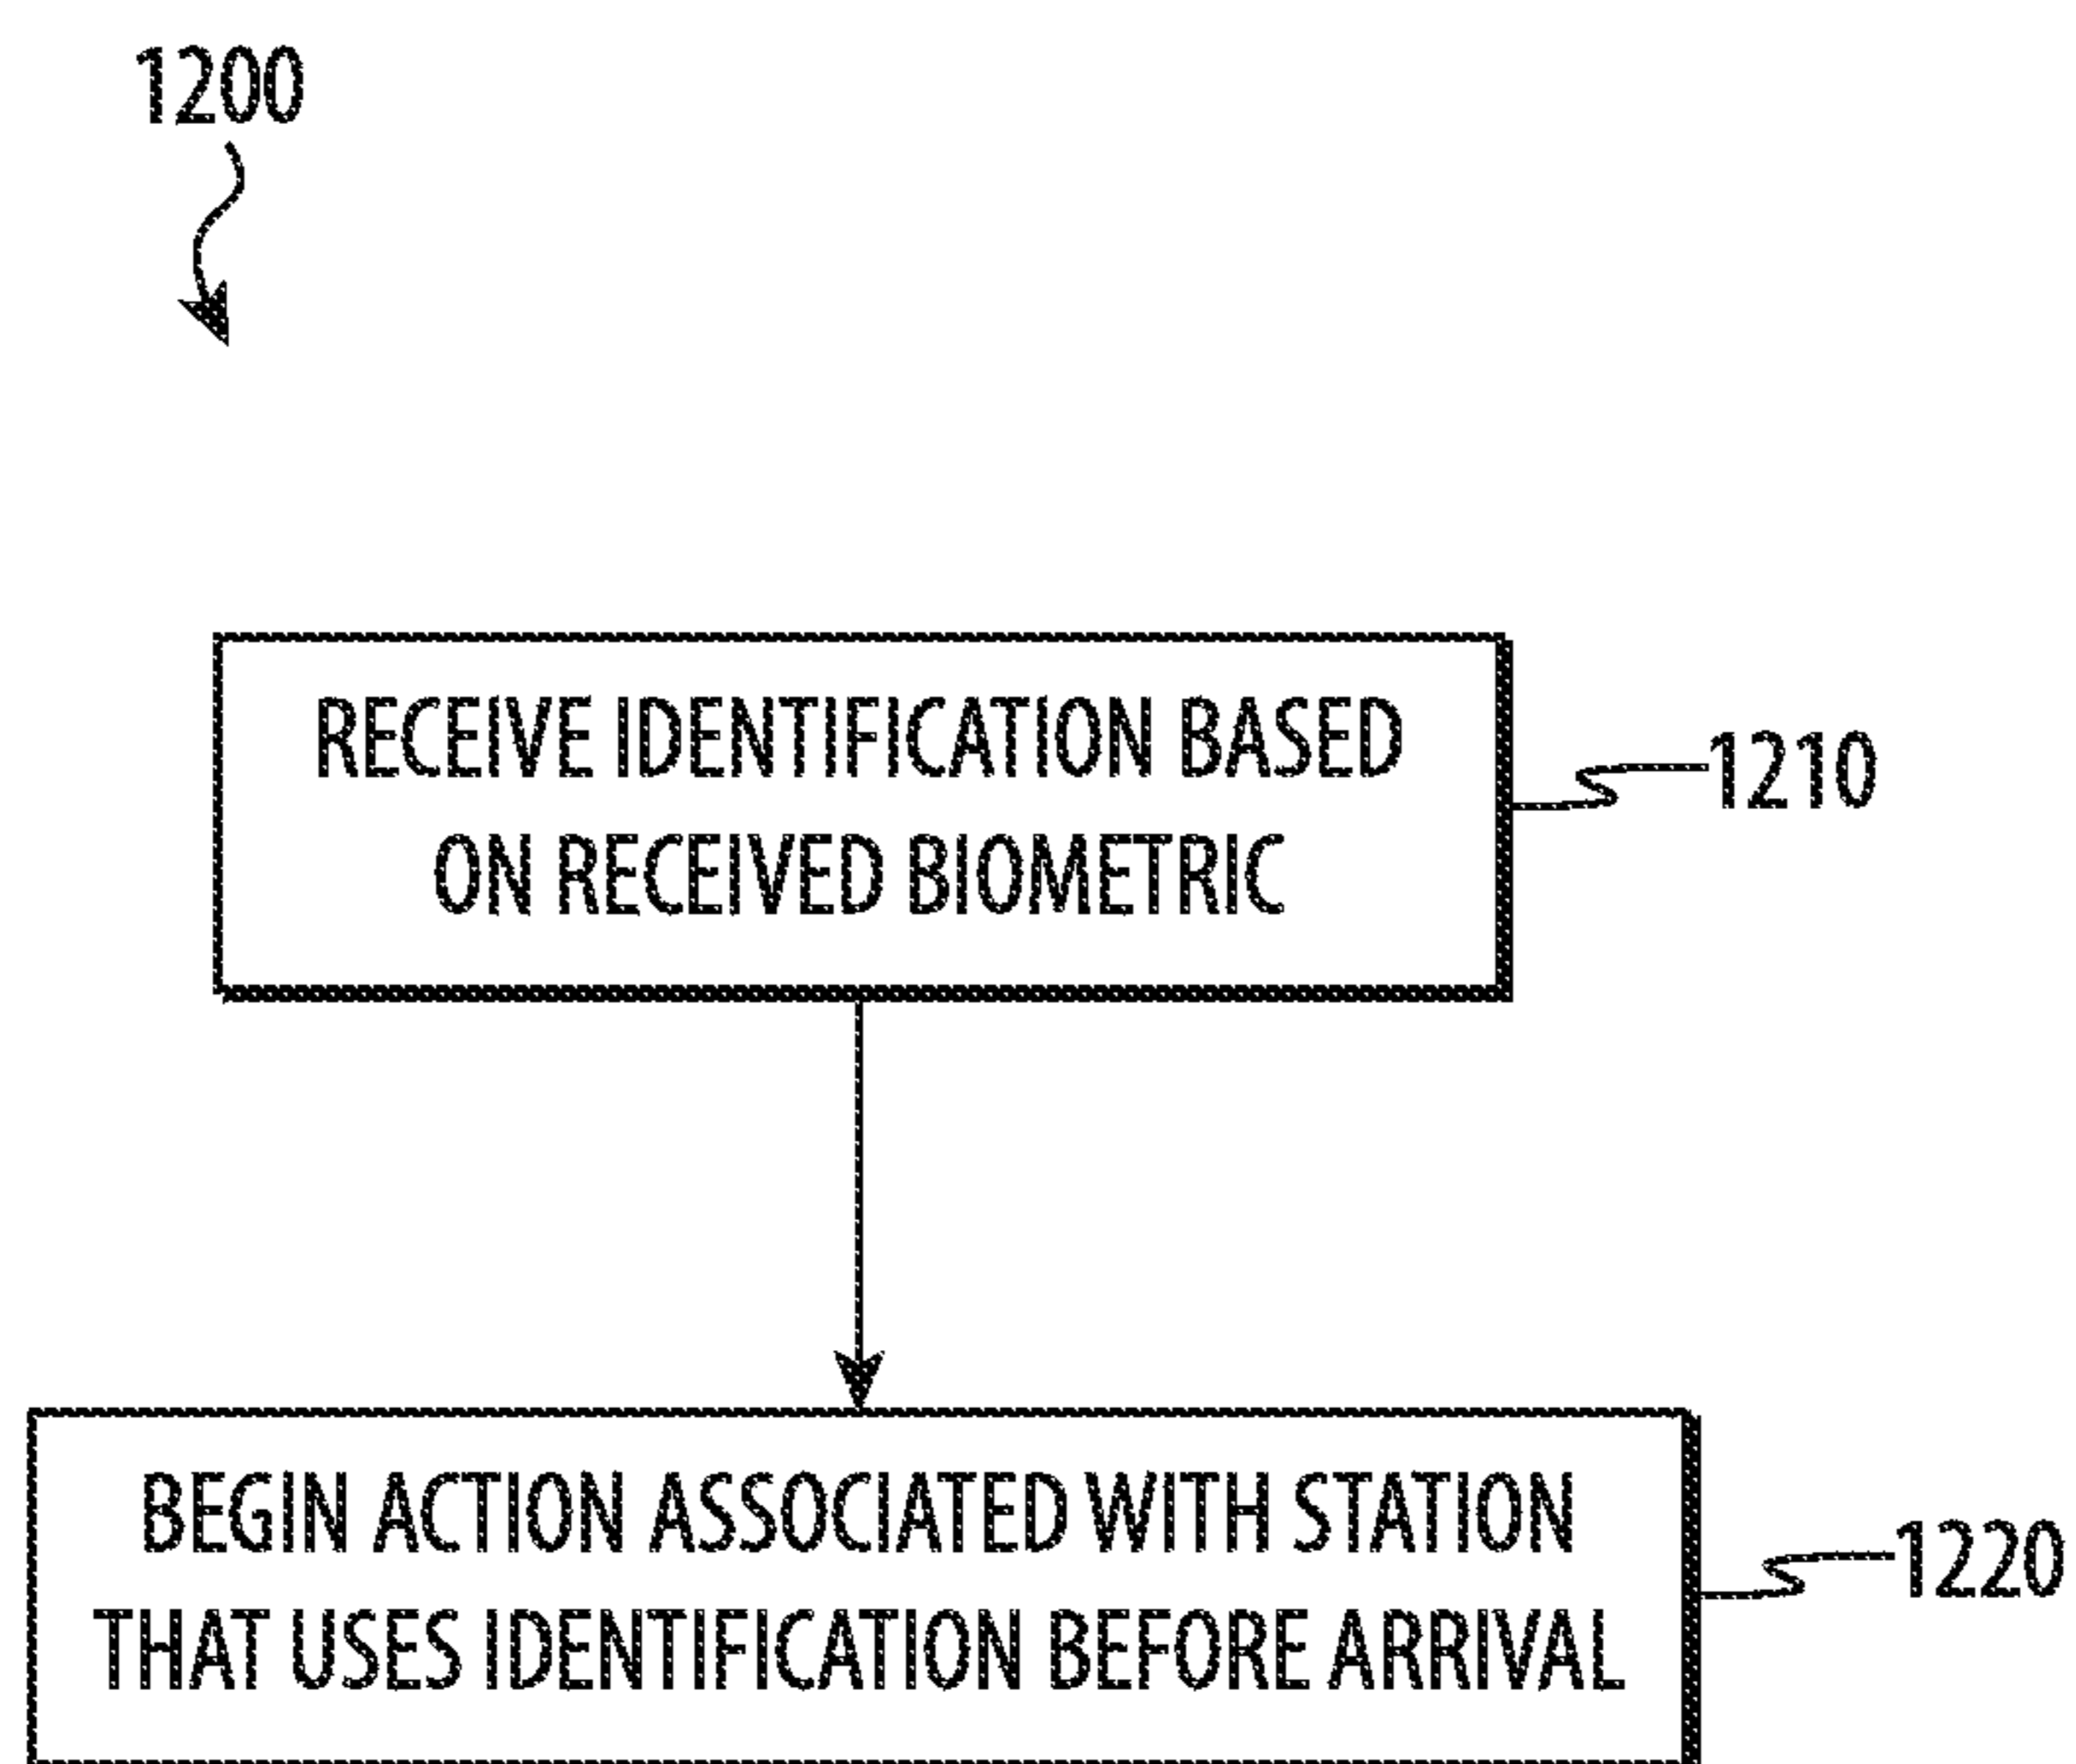 1200
RECEIVE IDENTIFICATION BASED
ON RECEIVED BIOMETRIC
1210
BEGIN ACTION ASSOCIATED WITH STATION
THAT USES IDENTIFICATION BEFORE ARRIVAL
1220